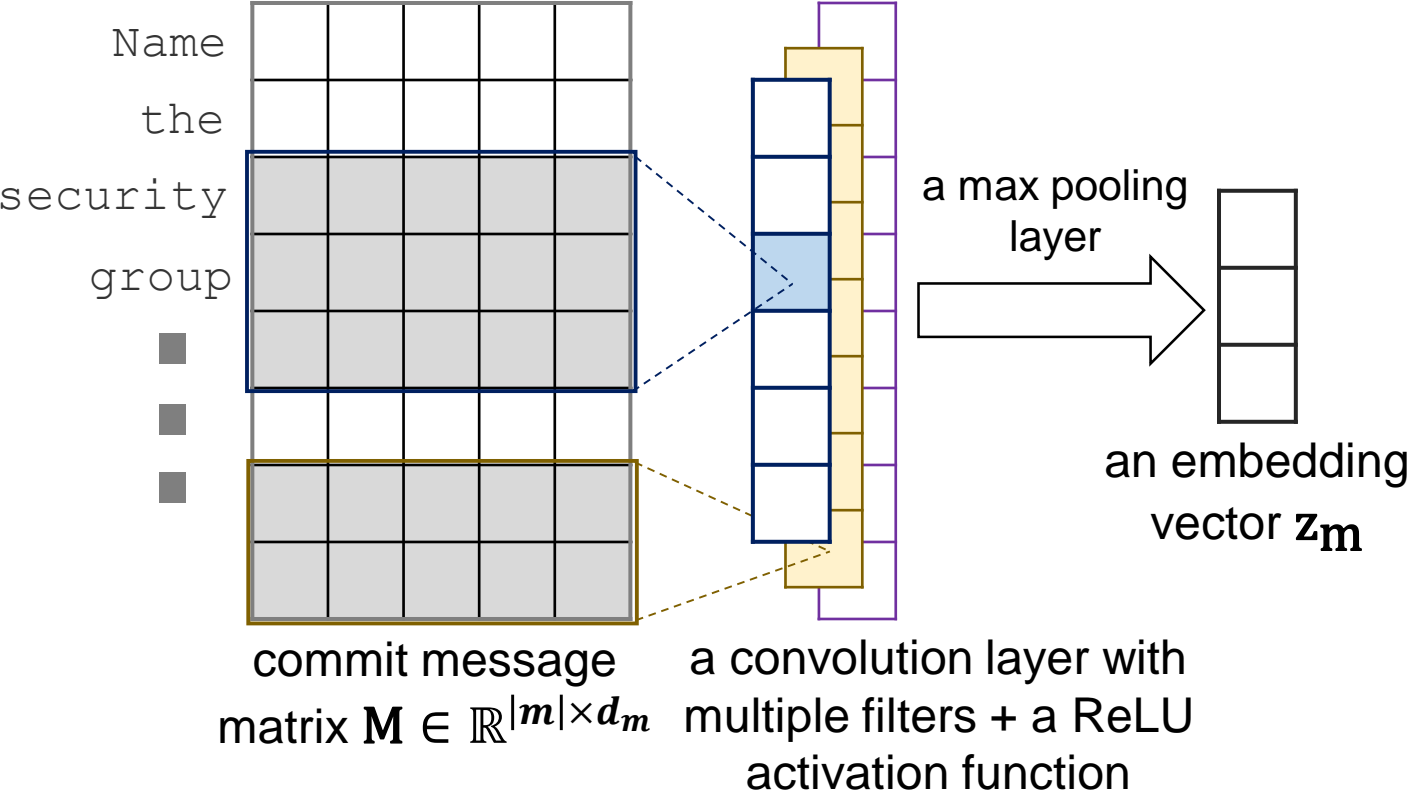 Name
the
security
group
a max pooling
layer
an embedding
vector 𝐳𝐦
commit message
matrix 𝐌 ∈ ℝ^|𝒎|×𝒅𝒎
a convolution layer with
multiple filters + a ReLU
activation function